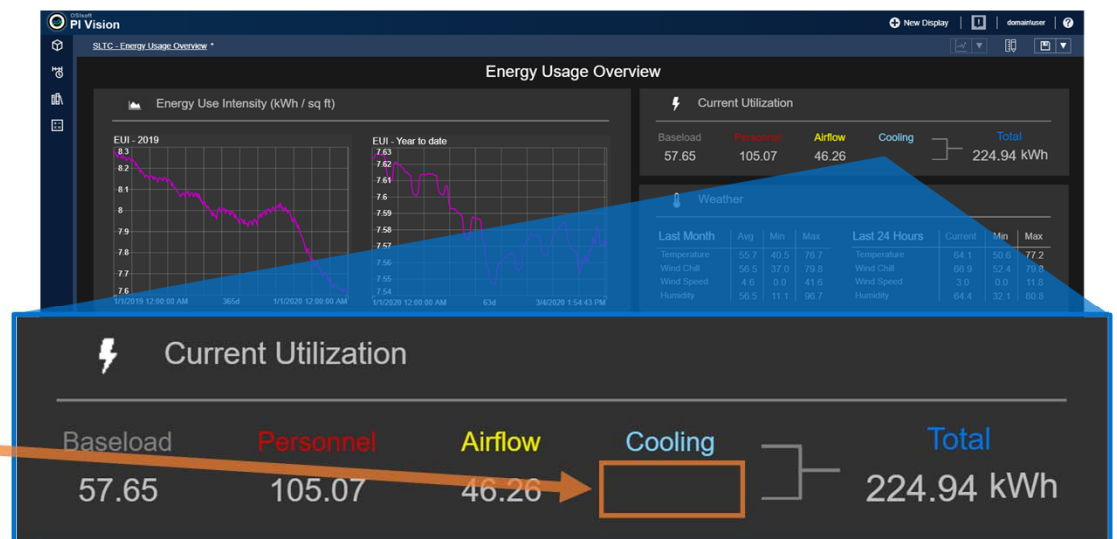 OSIsoft
PI Vision
New Display
domain\user
SLTC - Energy Usage Overview *
Energy Usage Overview
Energy Use Intensity (kWh / sq ft)
EUI - 2019
8.3
8.2
8.1
8
7.9
7.8
7.7
7.6
1/1/2019 12:00:00 AM 365d 1/1/2020 12:00:00 AM
EUI - Year to date
7.63
7.62
7.61
7.6
7.59
7.58
7.57
7.56
7.55
7.54
1/1/2020 12:00:00 AM 63d 3/4/2020 1:54:43 PM
Current Utilization
Baseload Personnel Airflow Cooling Total
57.65 105.07 46.26 224.94 kWh
Weather
Last Month Avg Min Max
Temperature 55.7 40.5 76.7
Wind Chill 56.5 37.0 79.8
Wind Speed 4.6 0.0 41.6
Humidity 56.5 11.1 96.7
Last 24 Hours Current Min Max
Temperature 64.1 50.6 77.2
Wind Chill 66.9 52.4 79.8
Wind Speed 3.0 0.0 11.8
Humidity 64.4 32.1 80.8
Current Utilization
Baseload Personnel Airflow Cooling Total
57.65 105.07 46.26 224.94 kWh